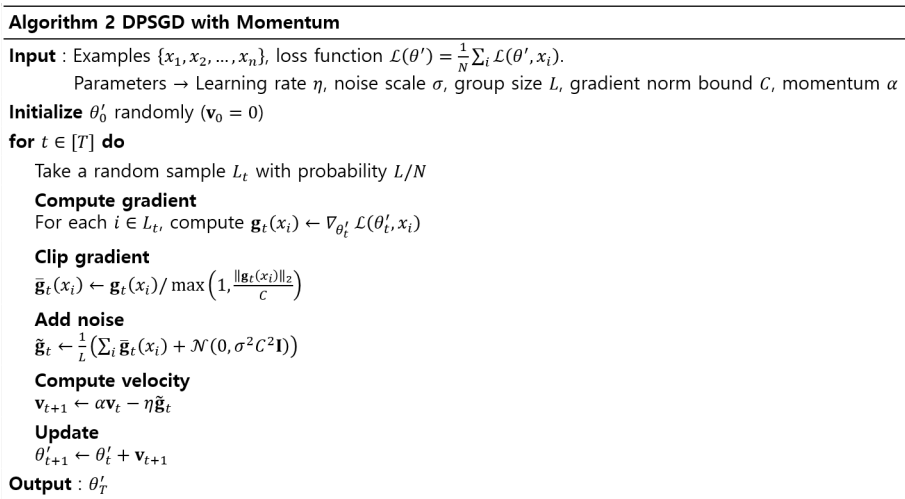 Algorithm 2 DPSGD with Momentum
Input : Examples {x₁, x₂, …, xₙ}, loss function ℒ(θ′) = 1/N ∑ᵢ ℒ(θ′, xᵢ).
Parameters → Learning rate η, noise scale σ, group size L, gradient norm bound C, momentum α
Initialize θ′₀ randomly (v₀ = 0)
for t ∈ [T] do
Take a random sample Lₜ with probability L/N
Compute gradient
For each i ∈ Lₜ, compute gₜ(xᵢ) ← ∇_θ′ₜ ℒ(θ′ₜ, xᵢ)
Clip gradient
ḡₜ(xᵢ) ← gₜ(xᵢ)/ max(1, ‖gₜ(xᵢ)‖₂/C)
Add noise
g̃ₜ ← 1/L (∑ᵢ ḡₜ(xᵢ) + 𝒩(0, σ²C²I))
Compute velocity
vₜ₊₁ ← αvₜ − ηg̃ₜ
Update
θ′ₜ₊₁ ← θ′ₜ + vₜ₊₁
Output : θ′_T